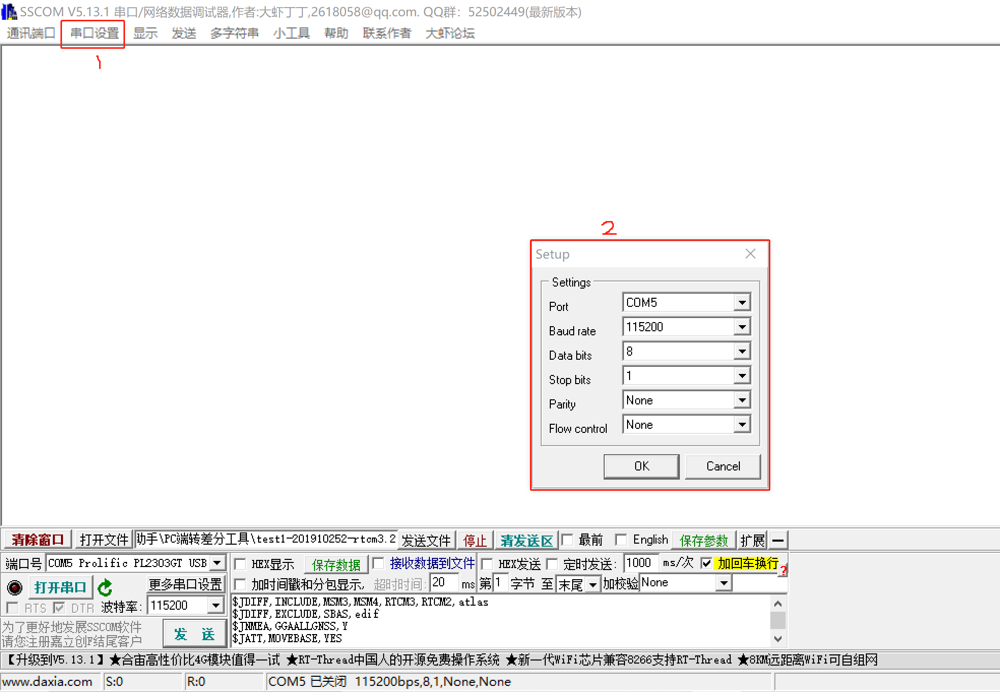 SSCOM V5.13.1 串口/网络数据调试器,作者:大虾丁丁,2618058@qq.com. QQ群: 52502449(最新版本)
通讯端口 串口设置 显示 发送 多字符串 小工具 帮助 联系作者 大虾论坛
1
2
Setup
Settings
Port COM5
Baud rate 115200
Data bits 8
Stop bits 1
Parity None
Flow control None
OK Cancel
清除窗口 打开文件 助手\PC端转差分工具\test1-201910252-rtcm3.2 发送文件 停止 清发送区 最前 English 保存参数 扩展 —
端口号 COM5 Prolific PL2303GT USB HEX显示 保存数据 接收数据到文件 HEX发送 定时发送: 1000 ms/次 加回车换行 ?
打开串口 更多串口设置 加时间戳和分包显示, 超时时间: 20 ms 第 1 字节 至 末尾 加校验 None
RTS DTR 波特率: 115200
为了更好地发展SSCOM软件
请您注册嘉立创F结尾客户
发 送
$JDIFF,INCLUDE,MSM3,MSM4,RTCM3,RTCM2,atlas
$JDIFF,EXCLUDE,SBAS,edif
$JNMEA,GGAALLGNSS,Y
$JATT,MOVEBASE,YES
【升级到V5.13.1】★合宙高性价比4G模块值得一试 ★RT-Thread中国人的开源免费操作系统 ★新一代WiFi芯片兼容8266支持RT-Thread ★8KM远距离WiFi可自组网
www.daxia.com S:0 R:0 COM5 已关闭 115200bps,8,1,None,None